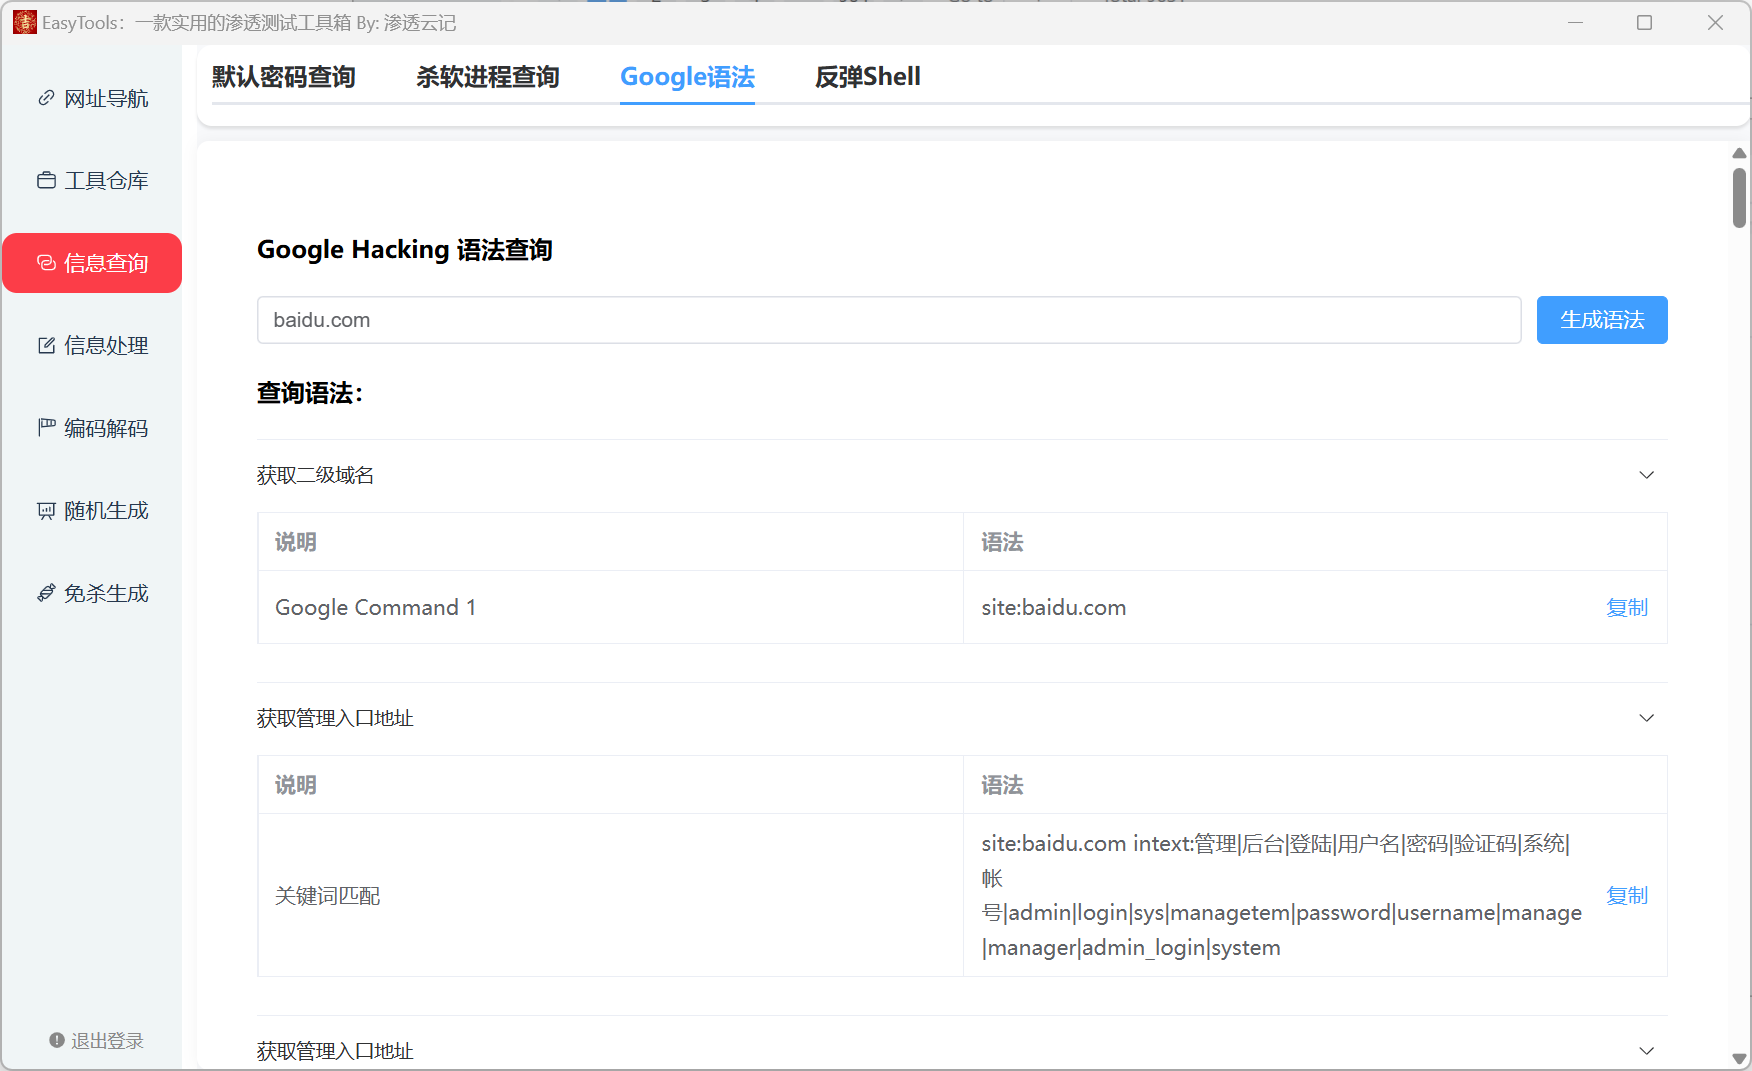 EasyTools：一款实用的渗透测试工具箱 By: 渗透云记
网址导航
工具仓库
信息查询
信息处理
编码解码
随机生成
免杀生成
退出登录
默认密码查询
杀软进程查询
Google语法
反弹Shell
Google Hacking 语法查询
baidu.com
生成语法
查询语法：
获取二级域名
说明
语法
Google Command 1
site:baidu.com
复制
获取管理入口地址
说明
语法
关键词匹配
site:baidu.com intext:管理|后台|登陆|用户名|密码|验证码|系统|
帐
号|admin|login|sys|managetem|password|username|manage
|manager|admin_login|system
复制
获取管理入口地址